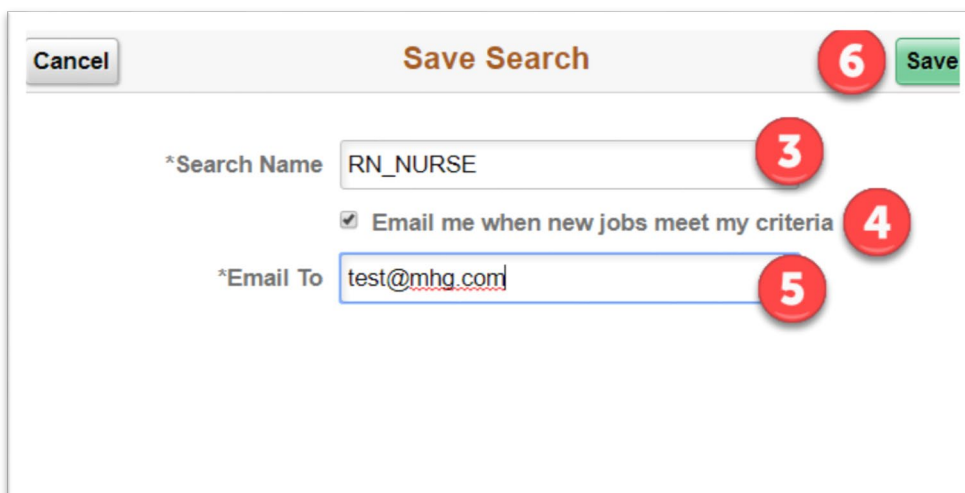 Cancel Save Search 6 Save
*Search Name RN_NURSE 3
Email me when new jobs meet my criteria 4
*Email To test@mhg.com 5